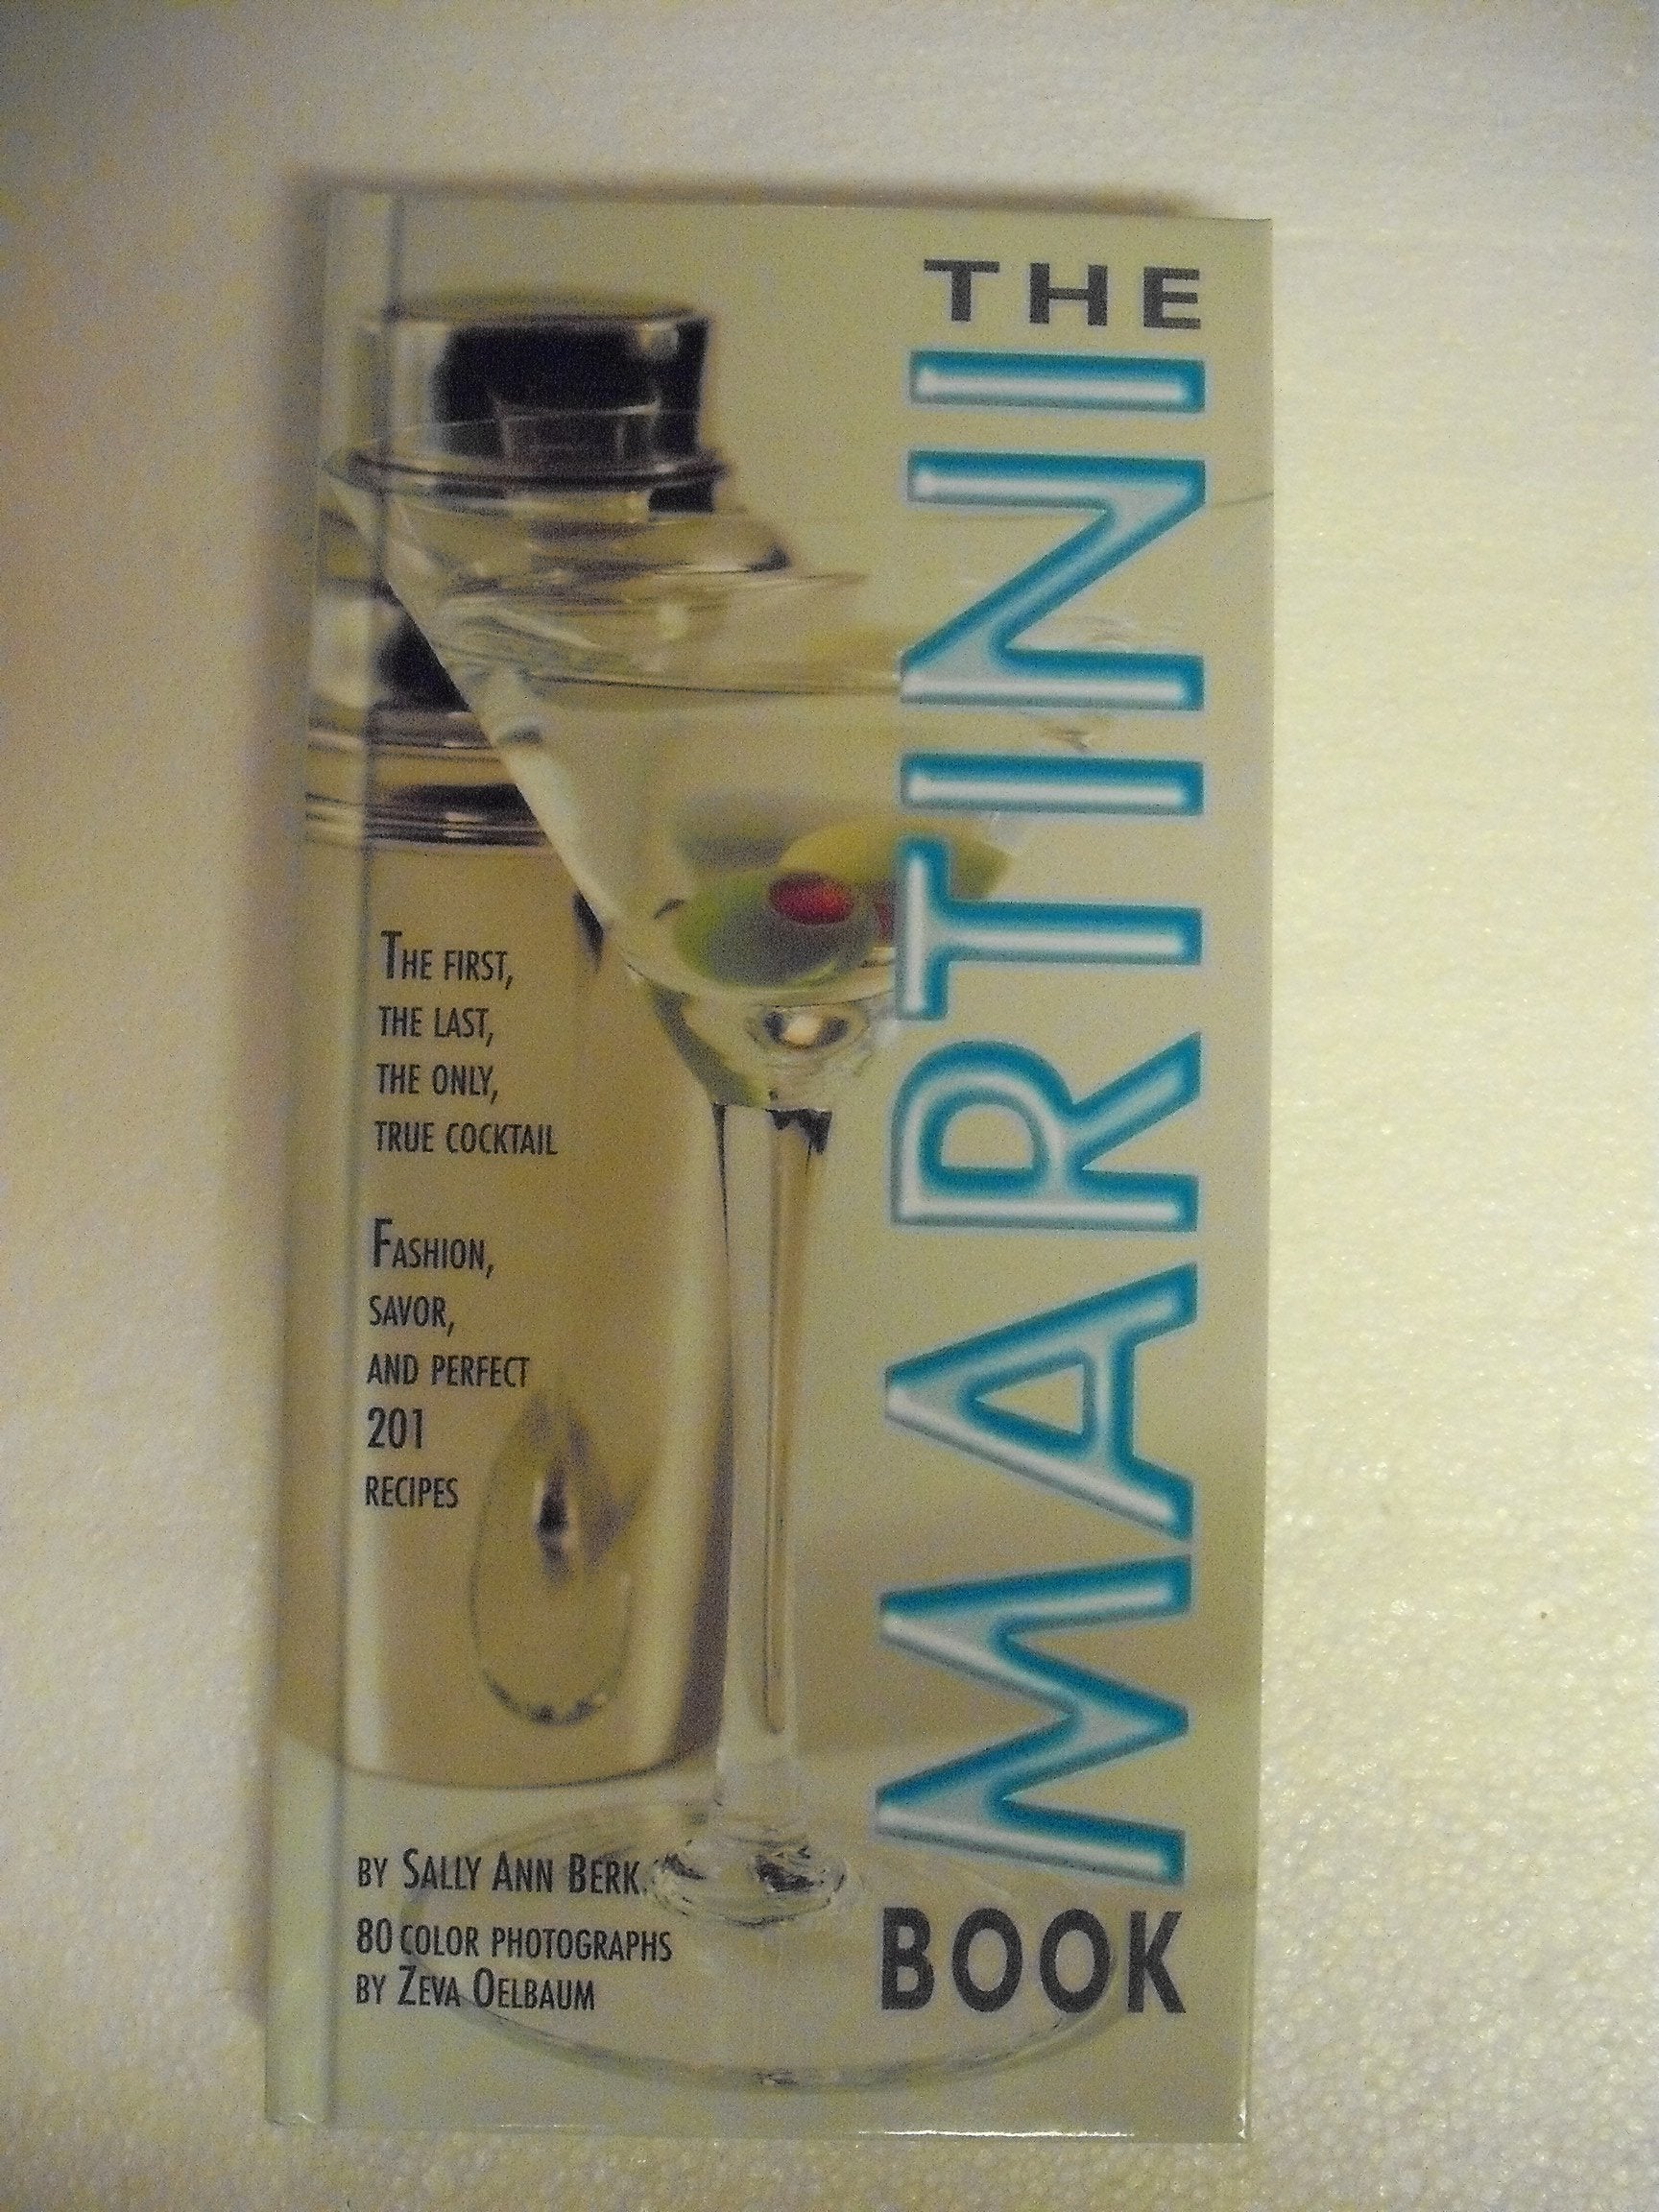 THE
MARTINI
BOOK
THE FIRST,
THE LAST,
THE ONLY,
TRUE COCKTAIL
FASHION,
SAVOR,
AND PERFECT
201
RECIPES
BY SALLY ANN BERK
80 COLOR PHOTOGRAPHS
BY ZEVA OELBAUM